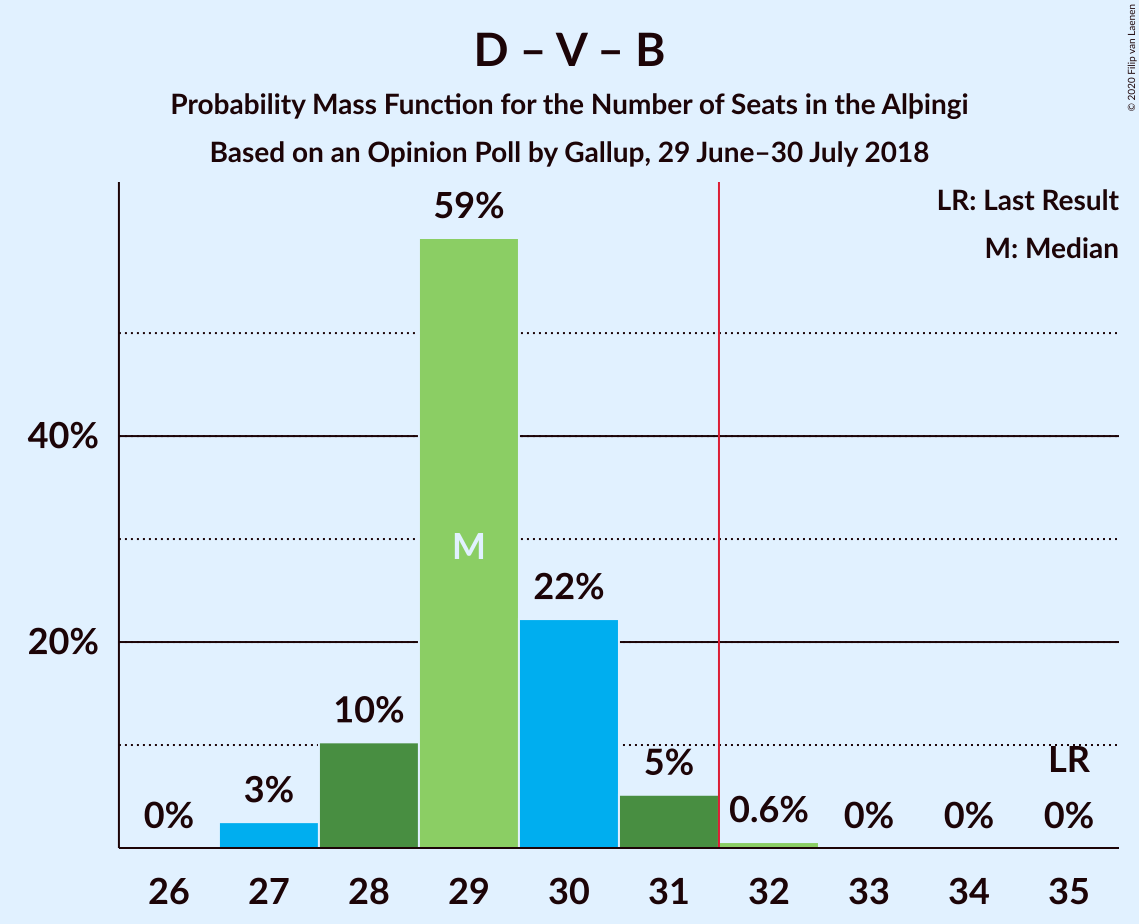 D – V – B
Probability Mass Function for the Number of Seats in the Alþingi
Based on an Opinion Poll by Gallup, 29 June–30 July 2018
© 2020 Filip van Laenen
LR: Last Result
M: Median
59%
40%
M
22%
20%
10%
5%
LR
3%
0%
0.6%
0%
0%
0%
26 27 28 29 30 31 32 33 34 35